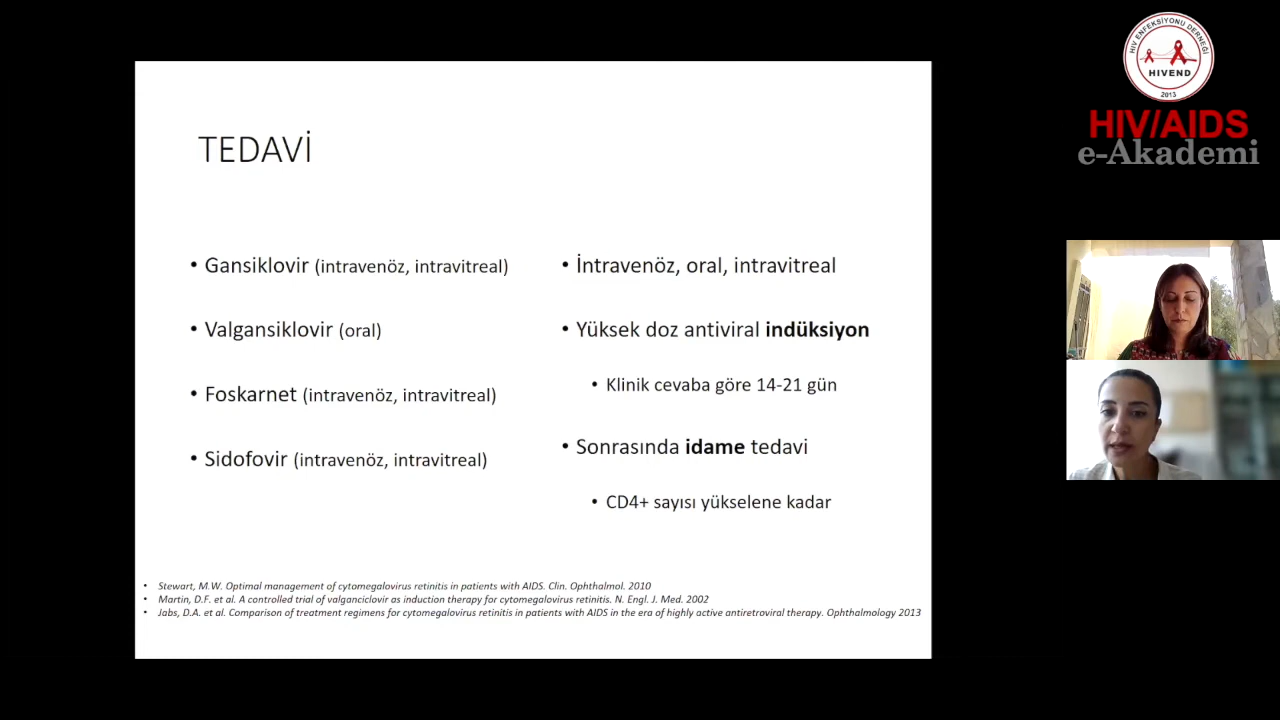 TEDAVİ
• Gansiklovir (intravenöz, intravitreal)
• Valgansiklovir (oral)
• Foskarnet (intravenöz, intravitreal)
• Sidofovir (intravenöz, intravitreal)
• İntravenöz, oral, intravitreal
• Yüksek doz antiviral indüksiyon
• Klinik cevaba göre 14-21 gün
• Sonrasında idame tedavi
• CD4+ sayısı yükselene kadar
• Stewart, M.W. Optimal management of cytomegalovirus retinitis in patients with AIDS. Clin. Ophthalmol. 2010
• Martin, D.F. et al. A controlled trial of valganciclovir as induction therapy for cytomegalovirus retinitis. N. Engl. J. Med. 2002
• Jabs, D.A. et al. Comparison of treatment regimens for cytomegalovirus retinitis in patients with AIDS in the era of highly active antiretroviral therapy. Ophthalmology 2013
HIV ENFEKSİYONU DERNEĞİ
HIVEND
2013
HIV/AIDS
e-Akademi